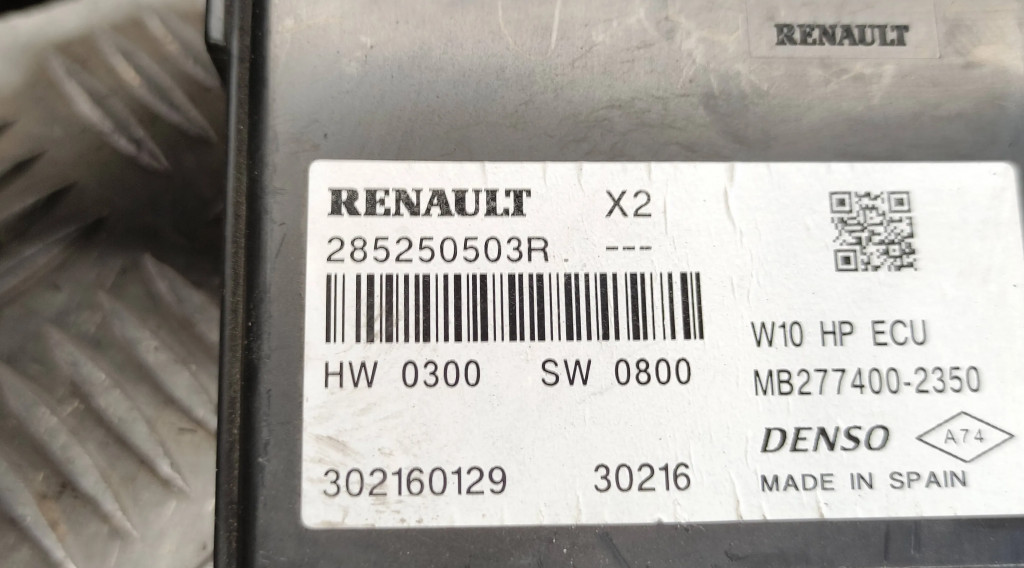 RENAULT
RENAULT X2
285250503R ---
HW 0300 SW 0800
302160129 30216
W10 HP ECU
MB277400-2350
DENSO A74
MADE IN SPAIN